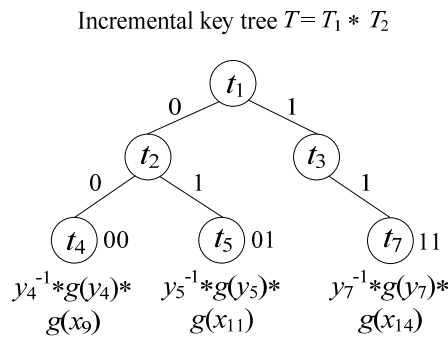 Incremental key tree T = T₁ * T₂
t₁
0 1
t₂ t₃
0 1 1
t₄ 00 t₅ 01 t₇ 11
y₄⁻¹*g(y₄)* y₅⁻¹*g(y₅)* y₇⁻¹*g(y₇)*
g(x₉) g(x₁₁) g(x₁₄)